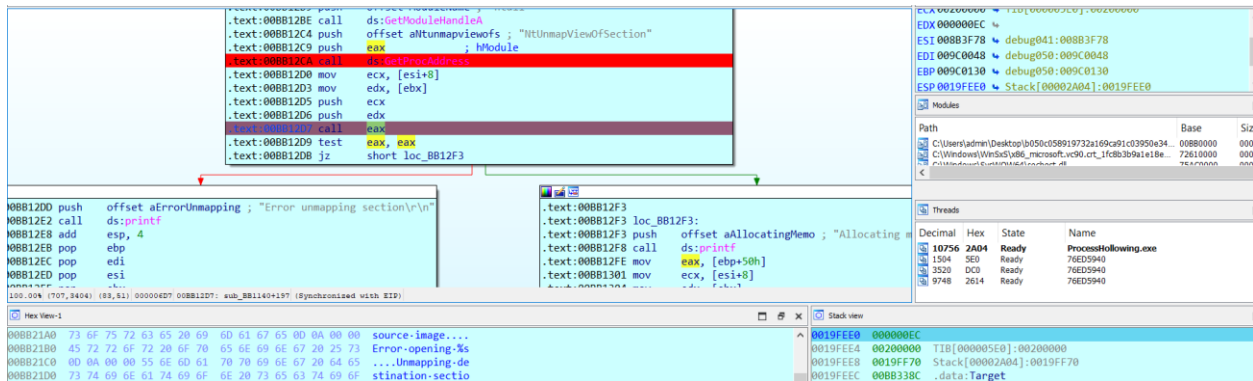 .text:00BB12BE call ds:GetModuleHandleA
.text:00BB12C4 push offset aNtunmapviewofs ; "NtUnmapViewOfSection"
.text:00BB12C9 push eax ; hModule
.text:00BB12CA call ds:GetProcAddress
.text:00BB12D0 mov ecx, [esi+8]
.text:00BB12D3 mov edx, [ebx]
.text:00BB12D5 push ecx
.text:00BB12D6 push edx
.text:00BB12D7 call eax
.text:00BB12D9 test eax, eax
.text:00BB12DB jz short loc_BB12F3
00BB12DD push offset aErrorUnmapping ; "Error unmapping section\r\n"
00BB12E2 call ds:printf
00BB12E8 add esp, 4
00BB12EB pop ebp
00BB12EC pop edi
00BB12ED pop esi
.text:00BB12F3
.text:00BB12F3 loc_BB12F3:
.text:00BB12F3 push offset aAllocatingMemo ; "Allocating m
.text:00BB12F8 call ds:printf
.text:00BB12FE mov eax, [ebp+50h]
.text:00BB1301 mov ecx, [esi+8]
100.00% (707,3404) (83,51) 000006D7 00BB12D7: sub_BB1140+197 (Synchronized with EIP)
EDX 000000EC
ESI 008B3F78 debug041:008B3F78
EDI 009C0048 debug050:009C0048
EBP 009C0130 debug050:009C0130
ESP 0019FEE0 Stack[00002A04]:0019FEE0
Modules
Path Base Siz
C:\Users\admin\Desktop\b050c058919732a169ca91c03950e34... 00BB0000 000
C:\Windows\WinSxS\x86_microsoft.vc90.crt_1fc8b3b9a1e18e... 72610000 000
Threads
Decimal Hex State Name
10756 2A04 Ready ProcessHollowing.exe
1504 5E0 Ready 76ED5940
3520 DC0 Ready 76ED5940
9748 2614 Ready 76ED5940
Hex View-1
00BB21A0 73 6F 75 72 63 65 20 69 6D 61 67 65 0D 0A 00 00 source-image....
00BB21B0 45 72 72 6F 72 20 6F 70 65 6E 69 6E 67 20 25 73 Error-opening-%s
00BB21C0 0D 0A 00 00 55 6E 6D 61 70 70 69 6E 67 20 64 65 ....Unmapping-de
00BB21D0 73 74 69 6E 61 74 69 6F 6E 20 73 65 63 74 69 6F stination-sectio
Stack view
0019FEE0 000000EC
0019FEE4 00200000 TIB[000005E0]:00200000
0019FEE8 0019FF70 Stack[00002A04]:0019FF70
0019FEEC 00BB338C .data:Target